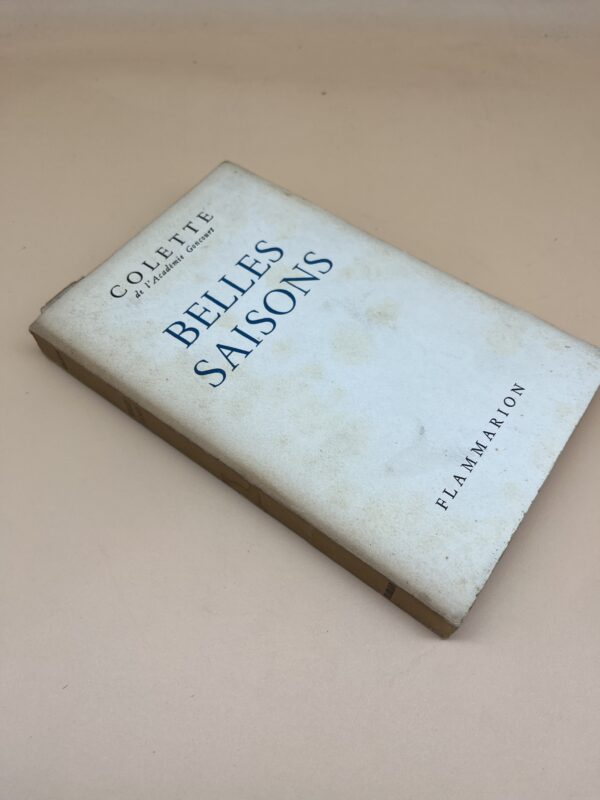 COLETTE
de l'Académie Goncourt
BELLES
SAISONS
FLAMMARION